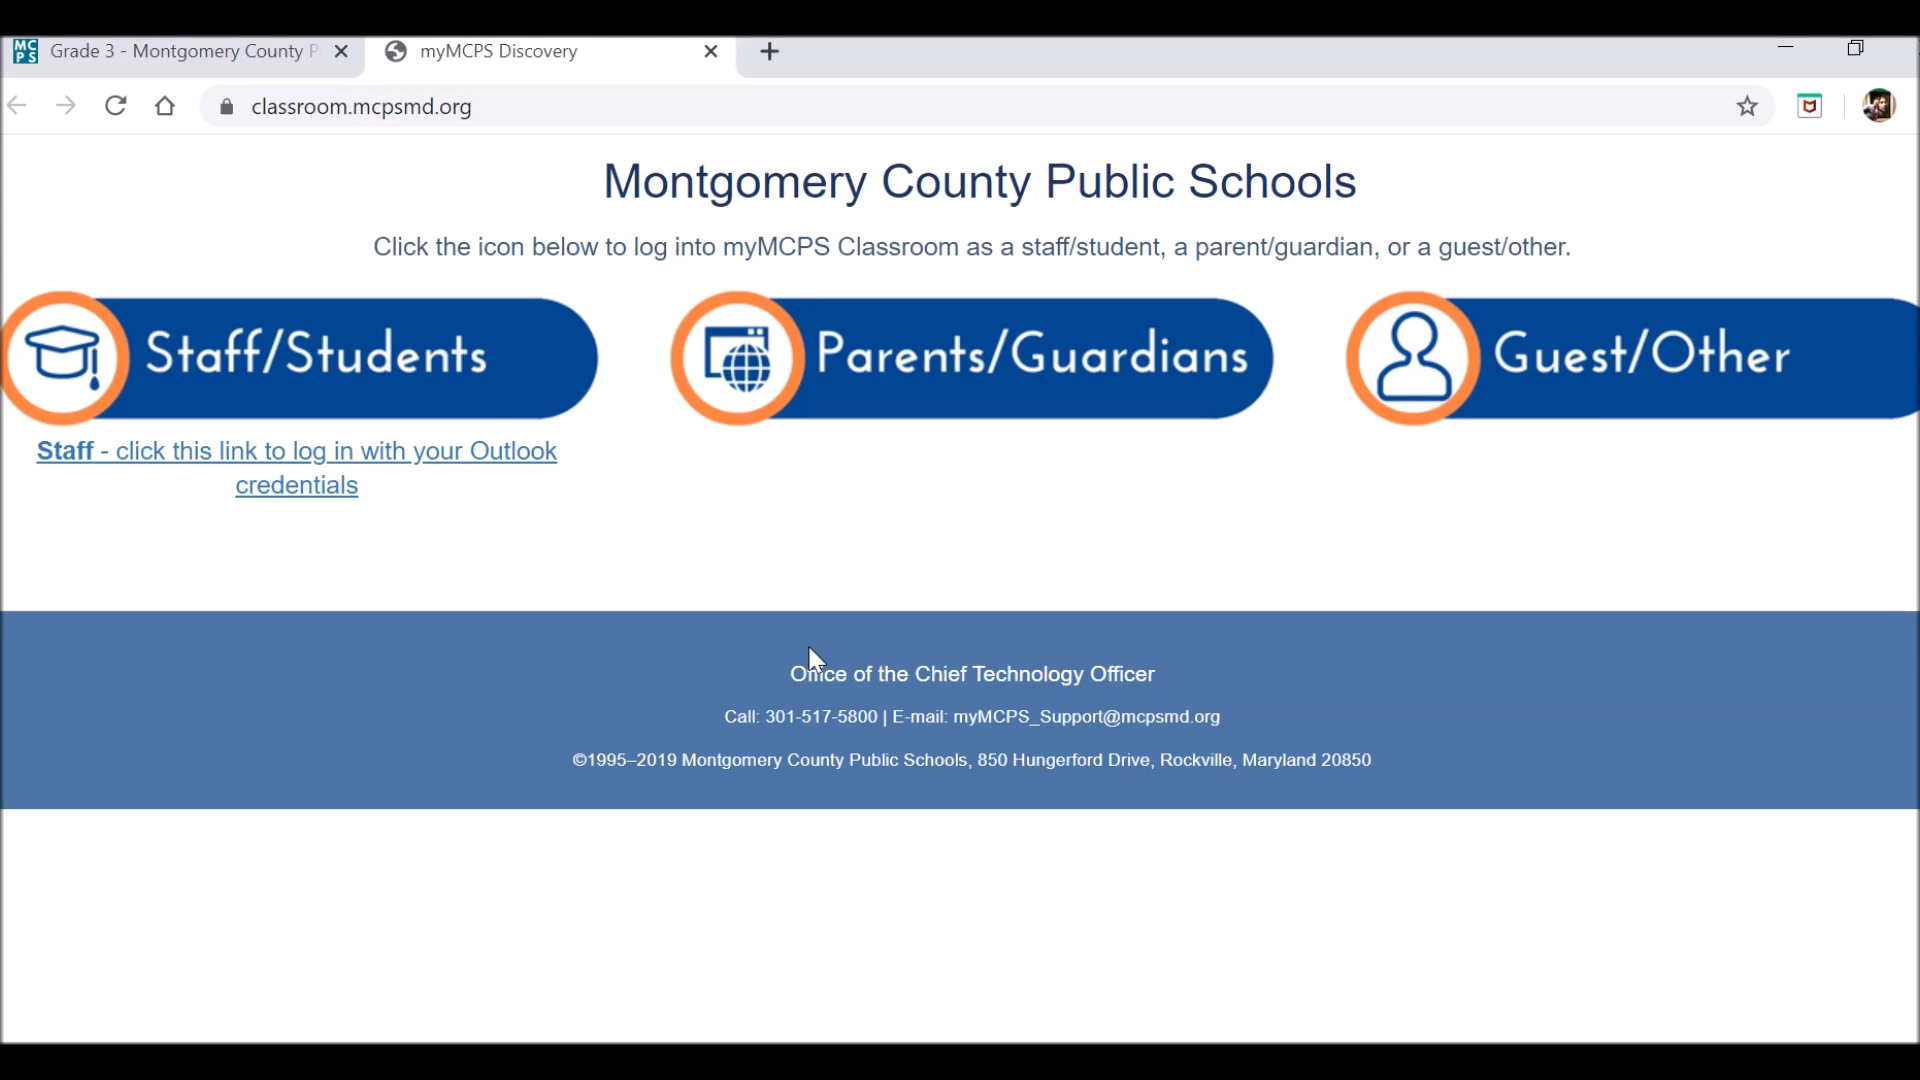 MC
PS
Grade 3 - Montgomery County P
myMCPS Discovery
classroom.mcpsmd.org
Montgomery County Public Schools
Click the icon below to log into myMCPS Classroom as a staff/student, a parent/guardian, or a guest/other.
Staff/Students
Parents/Guardians
Guest/Other
Staff - click this link to log in with your Outlook
credentials
Office of the Chief Technology Officer
Call: 301-517-5800 | E-mail: myMCPS_Support@mcpsmd.org
©1995–2019 Montgomery County Public Schools, 850 Hungerford Drive, Rockville, Maryland 20850